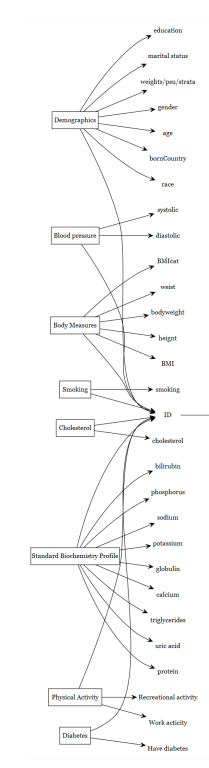 education
marital status
weights/psu/strata
gender
Demographics
age
bornCountry
race
systolic
Blood pressure
diastolic
BMIcat
weist
bodyweight
Body Measures
heignt
BMI
Smoking
smoking
ID
Cholesterol
cholesterol
bilirubin
phosphorus
sodium
potassium
Standard Biochemistry Profile
globulin
calcium
triglycerides
uric acid
protein
Physical Activity
Recreational activity
Work acticity
Diabetes
Have diabetes